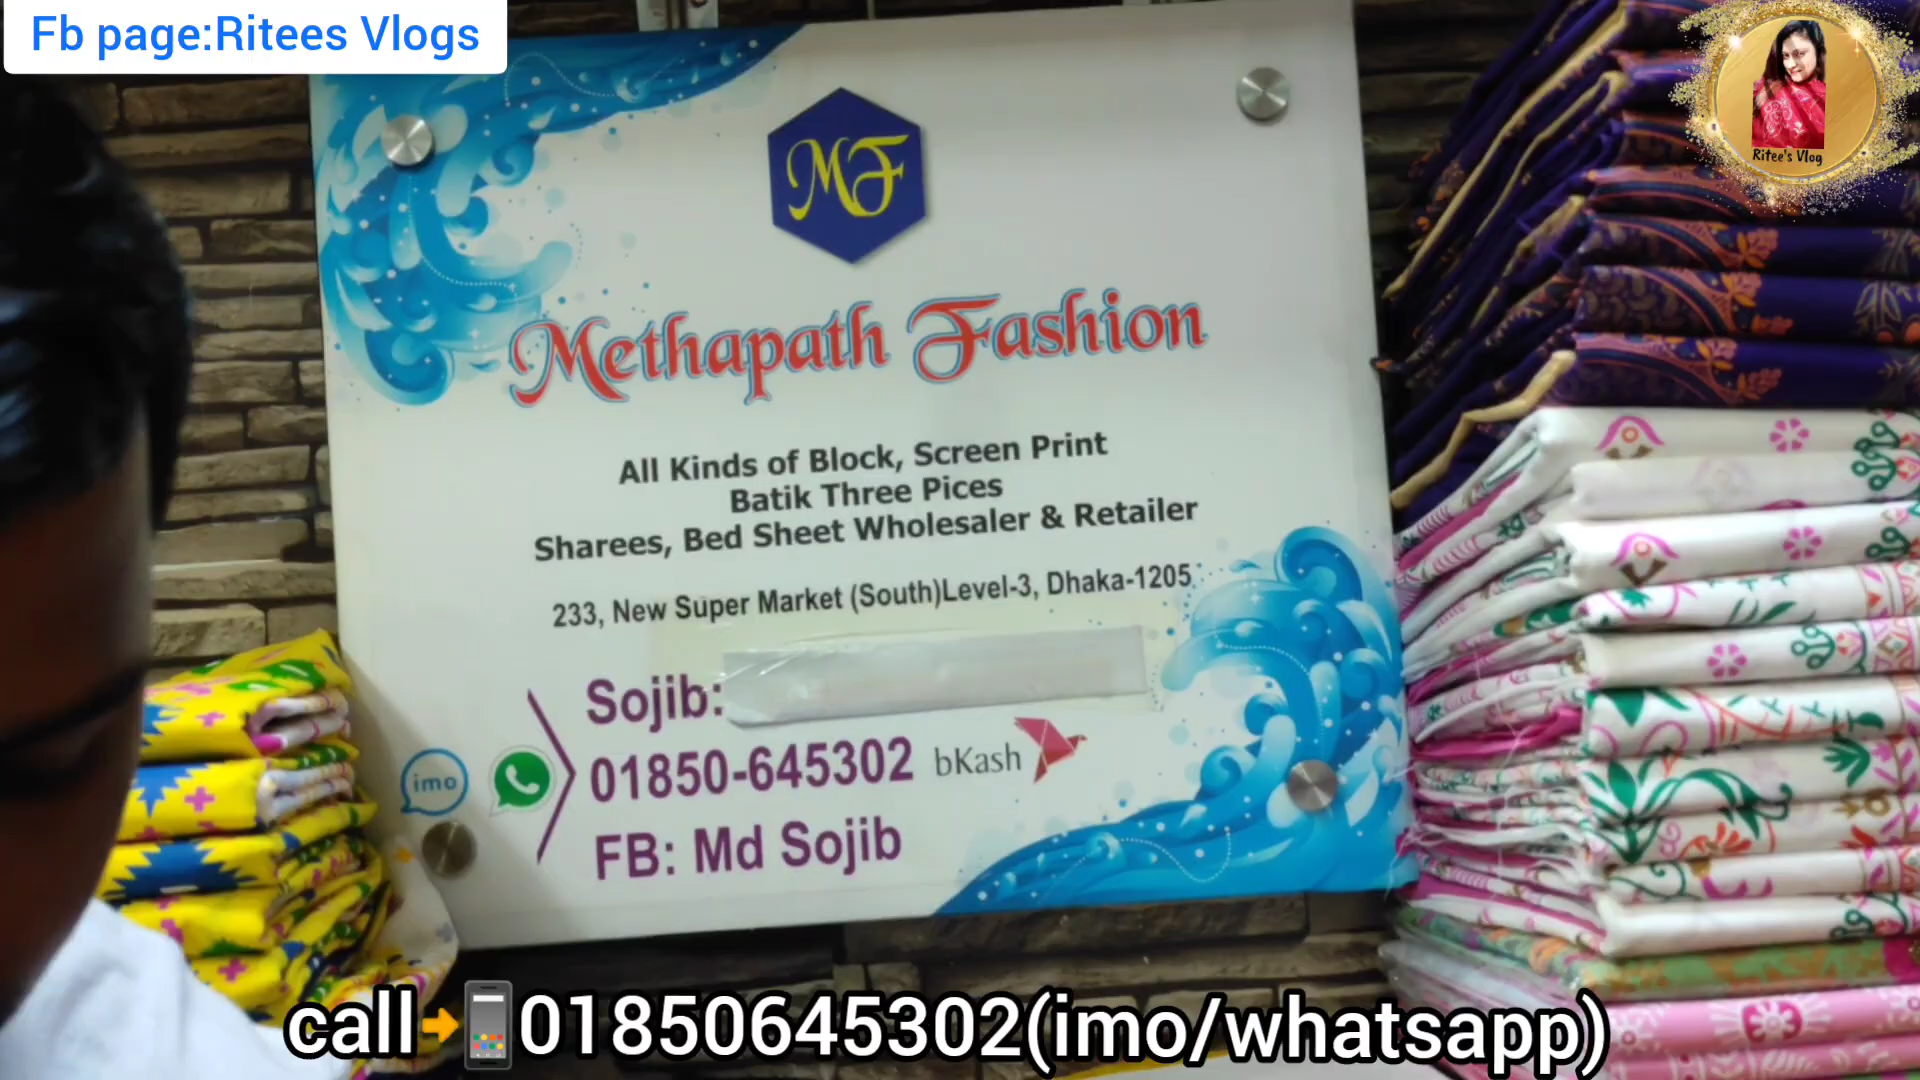 Fb page:Ritees Vlogs
Ritee's Vlog
MF
Methapath Fashion
All Kinds of Block, Screen Print
Batik Three Pices
Sharees, Bed Sheet Wholesaler & Retailer
233, New Super Market (South)Level-3, Dhaka-1205
Sojib:
imo
01850-645302 bKash
FB: Md Sojib
call➜📱01850645302(imo/whatsapp)